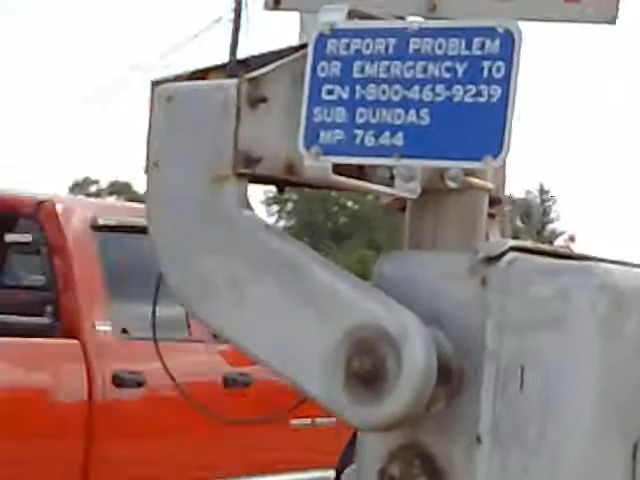 REPORT PROBLEM
OR EMERGENCY TO
CN 1-800-465-9239
SUB: DUNDAS
MP: 76.44